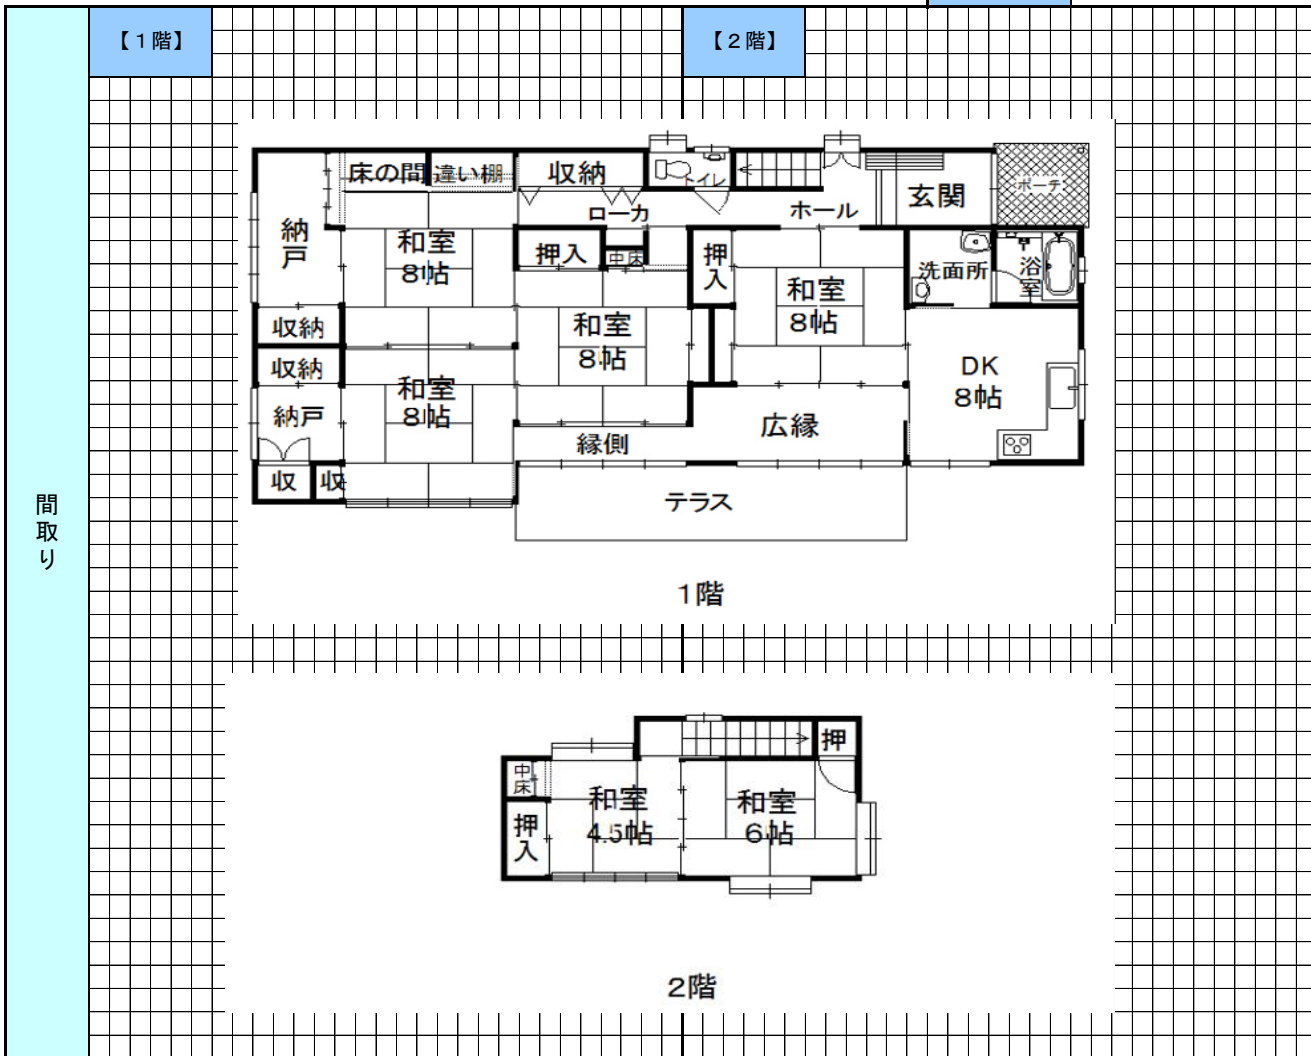 【１階】
【２階】
間取り
床の間
違い棚
収納
トイレ
ポーチ
玄関
ホール
ローカ
納戸
和室
8帖
押入
中床
押入
和室
8帖
洗面所
浴室
和室
8帖
収納
収納
納戸
和室
8帖
DK
8帖
広縁
縁側
収
収
テラス
1階
押
中床
和室
4.5帖
和室
6帖
押入
2階